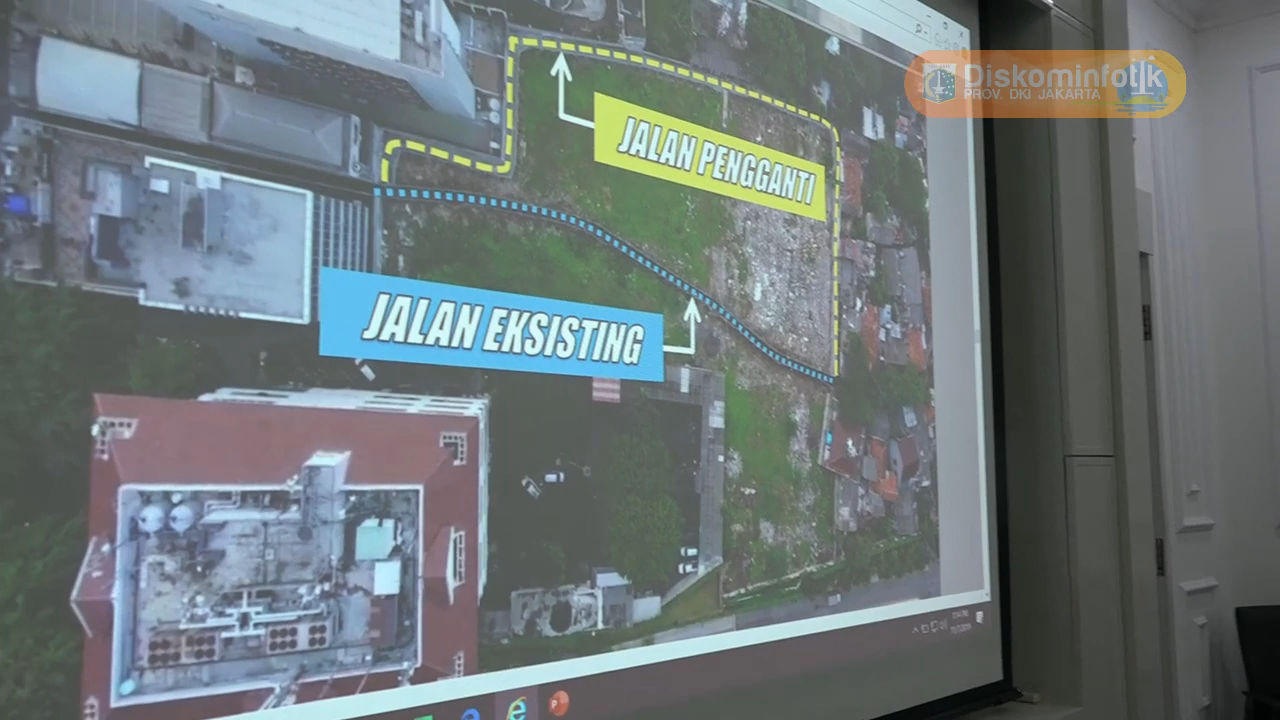 Diskominfotik
PROV. DKI JAKARTA
JALAN PENGGANTI
JALAN EKSISTING